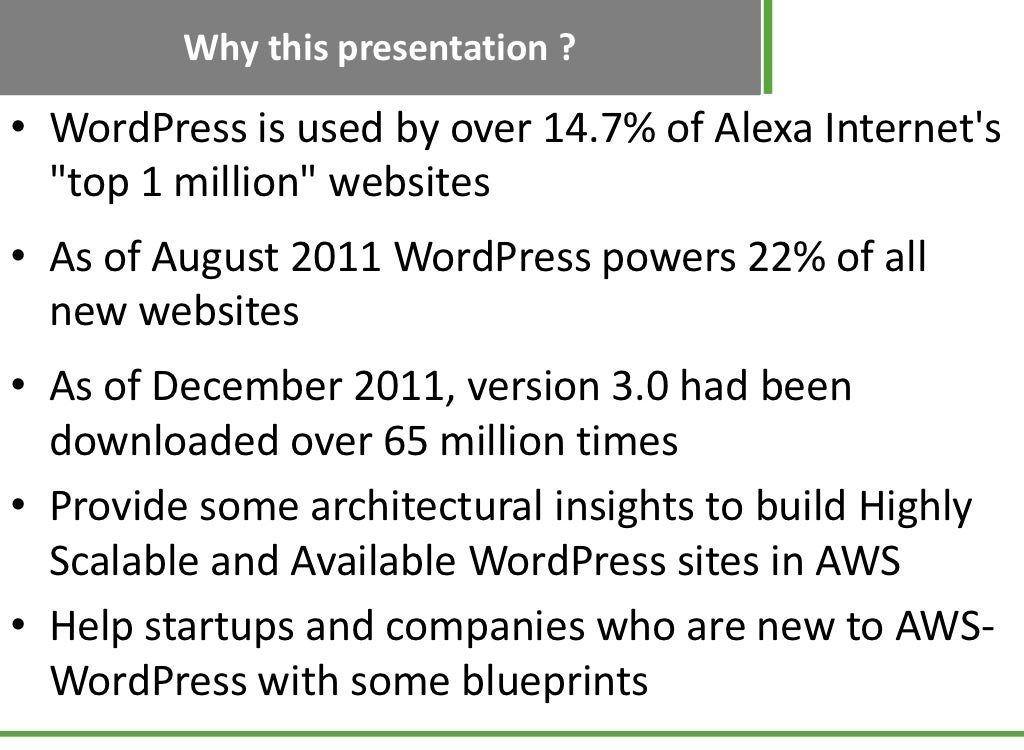 Why this presentation ?
• WordPress is used by over 14.7% of Alexa Internet's
"top 1 million" websites
• As of August 2011 WordPress powers 22% of all
new websites
• As of December 2011, version 3.0 had been
downloaded over 65 million times
• Provide some architectural insights to build Highly
Scalable and Available WordPress sites in AWS
• Help startups and companies who are new to AWS-
WordPress with some blueprints